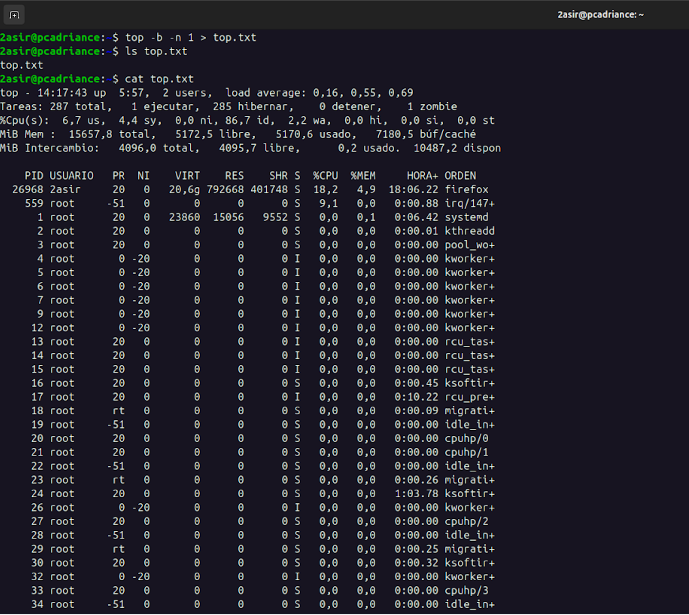 2asir@pcadriance: ~
2asir@pcadriance:~$ top -b -n 1 > top.txt
2asir@pcadriance:~$ ls top.txt
top.txt
2asir@pcadriance:~$ cat top.txt
top - 14:17:43 up  5:57,  2 users,  load average: 0,16, 0,55, 0,69
Tareas: 287 total,   1 ejecutar, 285 hibernar,   0 detener,   1 zombie
%Cpu(s):  6,7 us,  4,4 sy,  0,0 ni, 86,7 id,  2,2 wa,  0,0 hi,  0,0 si,  0,0 st
MiB Mem :  15657,8 total,   5172,5 libre,   5170,6 usado,   7180,5 búf/caché
MiB Intercambio:   4096,0 total,   4095,7 libre,      0,2 usado.  10487,2 dispon
PID USUARIO   PR  NI    VIRT    RES    SHR S  %CPU  %MEM     HORA+ ORDEN
26968 2asir     20   0   20,6g 792668 401748 S  18,2   4,9  18:06.22 firefox
559 root     -51   0       0      0      0 S   9,1   0,0   0:00.88 irq/147+
1 root      20   0   23860  15056   9552 S   0,0   0,1   0:06.42 systemd
2 root      20   0       0      0      0 S   0,0   0,0   0:00.01 kthreadd
3 root      20   0       0      0      0 S   0,0   0,0   0:00.00 pool_wo+
4 root       0 -20       0      0      0 I   0,0   0,0   0:00.00 kworker+
5 root       0 -20       0      0      0 I   0,0   0,0   0:00.00 kworker+
6 root       0 -20       0      0      0 I   0,0   0,0   0:00.00 kworker+
7 root       0 -20       0      0      0 I   0,0   0,0   0:00.00 kworker+
9 root       0 -20       0      0      0 I   0,0   0,0   0:00.00 kworker+
12 root       0 -20       0      0      0 I   0,0   0,0   0:00.00 kworker+
13 root      20   0       0      0      0 I   0,0   0,0   0:00.00 rcu_tas+
14 root      20   0       0      0      0 I   0,0   0,0   0:00.00 rcu_tas+
15 root      20   0       0      0      0 I   0,0   0,0   0:00.00 rcu_tas+
16 root      20   0       0      0      0 S   0,0   0,0   0:00.45 ksoftir+
17 root      20   0       0      0      0 I   0,0   0,0   0:10.22 rcu_pre+
18 root      rt   0       0      0      0 S   0,0   0,0   0:00.09 migrati+
19 root     -51   0       0      0      0 S   0,0   0,0   0:00.00 idle_in+
20 root      20   0       0      0      0 S   0,0   0,0   0:00.00 cpuhp/0
21 root      20   0       0      0      0 S   0,0   0,0   0:00.00 cpuhp/1
22 root     -51   0       0      0      0 S   0,0   0,0   0:00.00 idle_in+
23 root      rt   0       0      0      0 S   0,0   0,0   0:00.26 migrati+
24 root      20   0       0      0      0 S   0,0   0,0   1:03.78 ksoftir+
26 root       0 -20       0      0      0 I   0,0   0,0   0:00.00 kworker+
27 root      20   0       0      0      0 S   0,0   0,0   0:00.00 cpuhp/2
28 root     -51   0       0      0      0 S   0,0   0,0   0:00.00 idle_in+
29 root      rt   0       0      0      0 S   0,0   0,0   0:00.25 migrati+
30 root      20   0       0      0      0 S   0,0   0,0   0:00.32 ksoftir+
32 root       0 -20       0      0      0 I   0,0   0,0   0:00.00 kworker+
33 root      20   0       0      0      0 S   0,0   0,0   0:00.00 cpuhp/3
34 root     -51   0       0      0      0 S   0,0   0,0   0:00.00 idle_in+